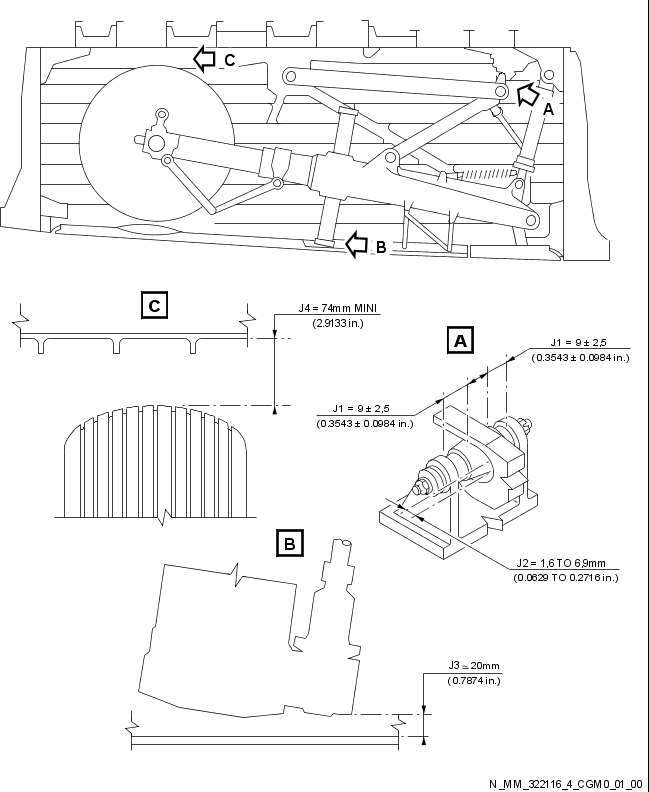 C
A
B
C
J4 = 74mm MINI
(2.9133 in.)
A
J1 = 9 ± 2,5
(0.3543 ± 0.0984 in.)
J1 = 9 ± 2,5
(0.3543 ± 0.0984 in.)
B
J2 = 1,6 TO 6,9mm
(0.0629 TO 0.2716 in.)
J3 ≃ 20mm
(0.7874 in.)
N_MM_322116_4_CGM0_01_00